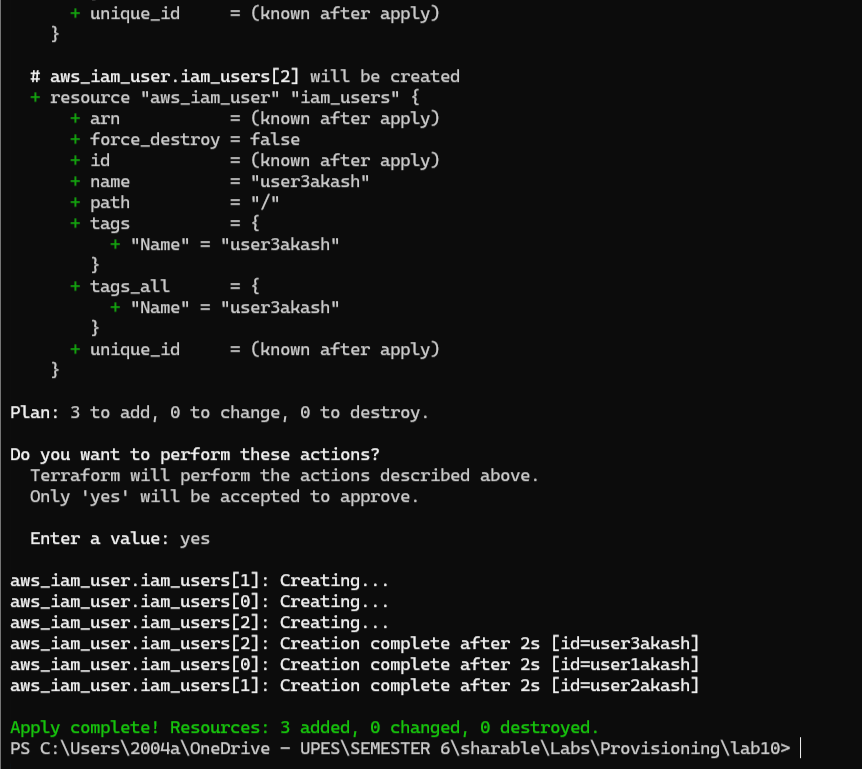 + unique_id     = (known after apply)
}
# aws_iam_user.iam_users[2] will be created
+ resource "aws_iam_user" "iam_users" {
+ arn           = (known after apply)
+ force_destroy = false
+ id            = (known after apply)
+ name          = "user3akash"
+ path          = "/"
+ tags          = {
+ "Name" = "user3akash"
}
+ tags_all      = {
+ "Name" = "user3akash"
}
+ unique_id     = (known after apply)
}
Plan: 3 to add, 0 to change, 0 to destroy.
Do you want to perform these actions?
Terraform will perform the actions described above.
Only 'yes' will be accepted to approve.
Enter a value: yes
aws_iam_user.iam_users[1]: Creating...
aws_iam_user.iam_users[0]: Creating...
aws_iam_user.iam_users[2]: Creating...
aws_iam_user.iam_users[2]: Creation complete after 2s [id=user3akash]
aws_iam_user.iam_users[0]: Creation complete after 2s [id=user1akash]
aws_iam_user.iam_users[1]: Creation complete after 2s [id=user2akash]
Apply complete! Resources: 3 added, 0 changed, 0 destroyed.
PS C:\Users\2004a\OneDrive - UPES\SEMESTER 6\sharable\Labs\Provisioning\lab10>